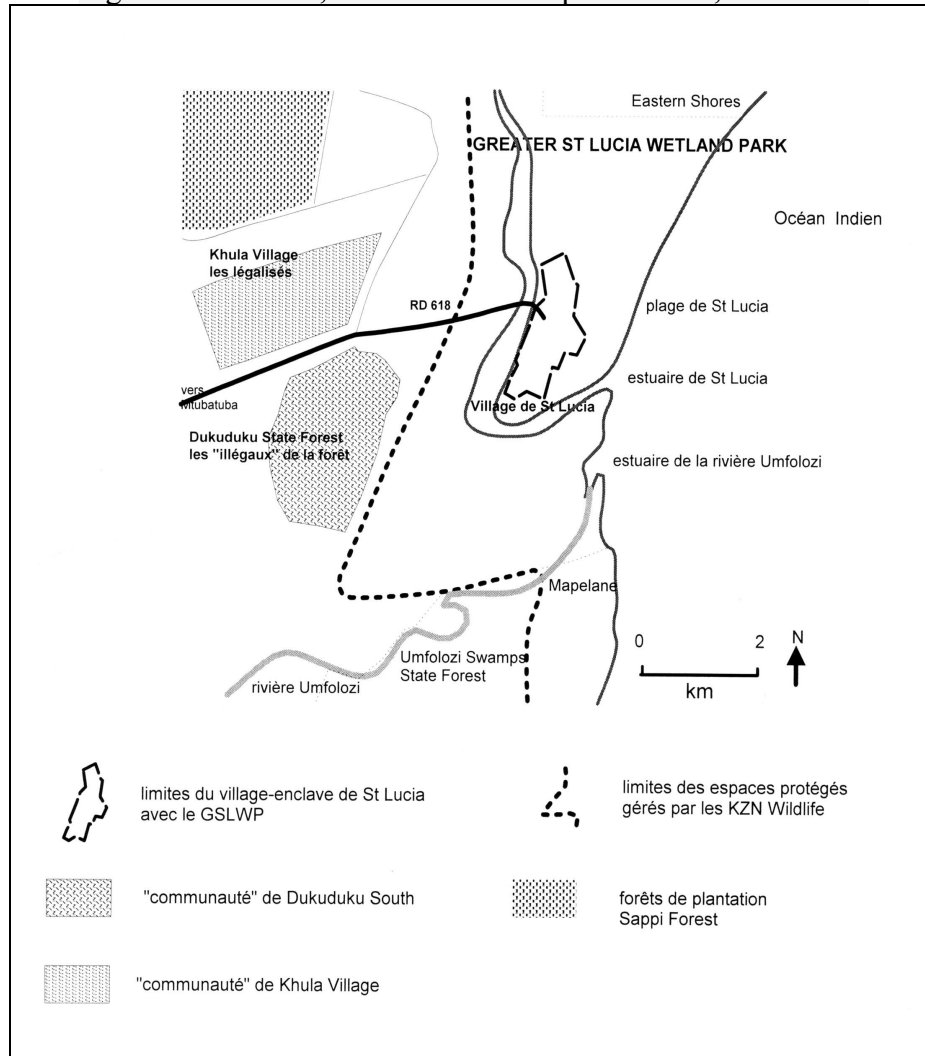 Eastern Shores
GREATER ST LUCIA WETLAND PARK
Océan Indien
Khula Village
les légalisés
RD 618
plage de St Lucia
estuaire de St Lucia
vers
Mtubatuba
Village de St Lucia
Dukuduku State Forest
les "illégaux" de la forêt
estuaire de la rivière Umfolozi
Mapelane
0 2
N
km
Umfolozi Swamps
State Forest
rivière Umfolozi
limites du village-enclave de St Lucia
avec le GSLWP
limites des espaces protégés
gérés par les KZN Wildlife
"communauté" de Dukuduku South
forêts de plantation
Sappi Forest
"communauté" de Khula Village